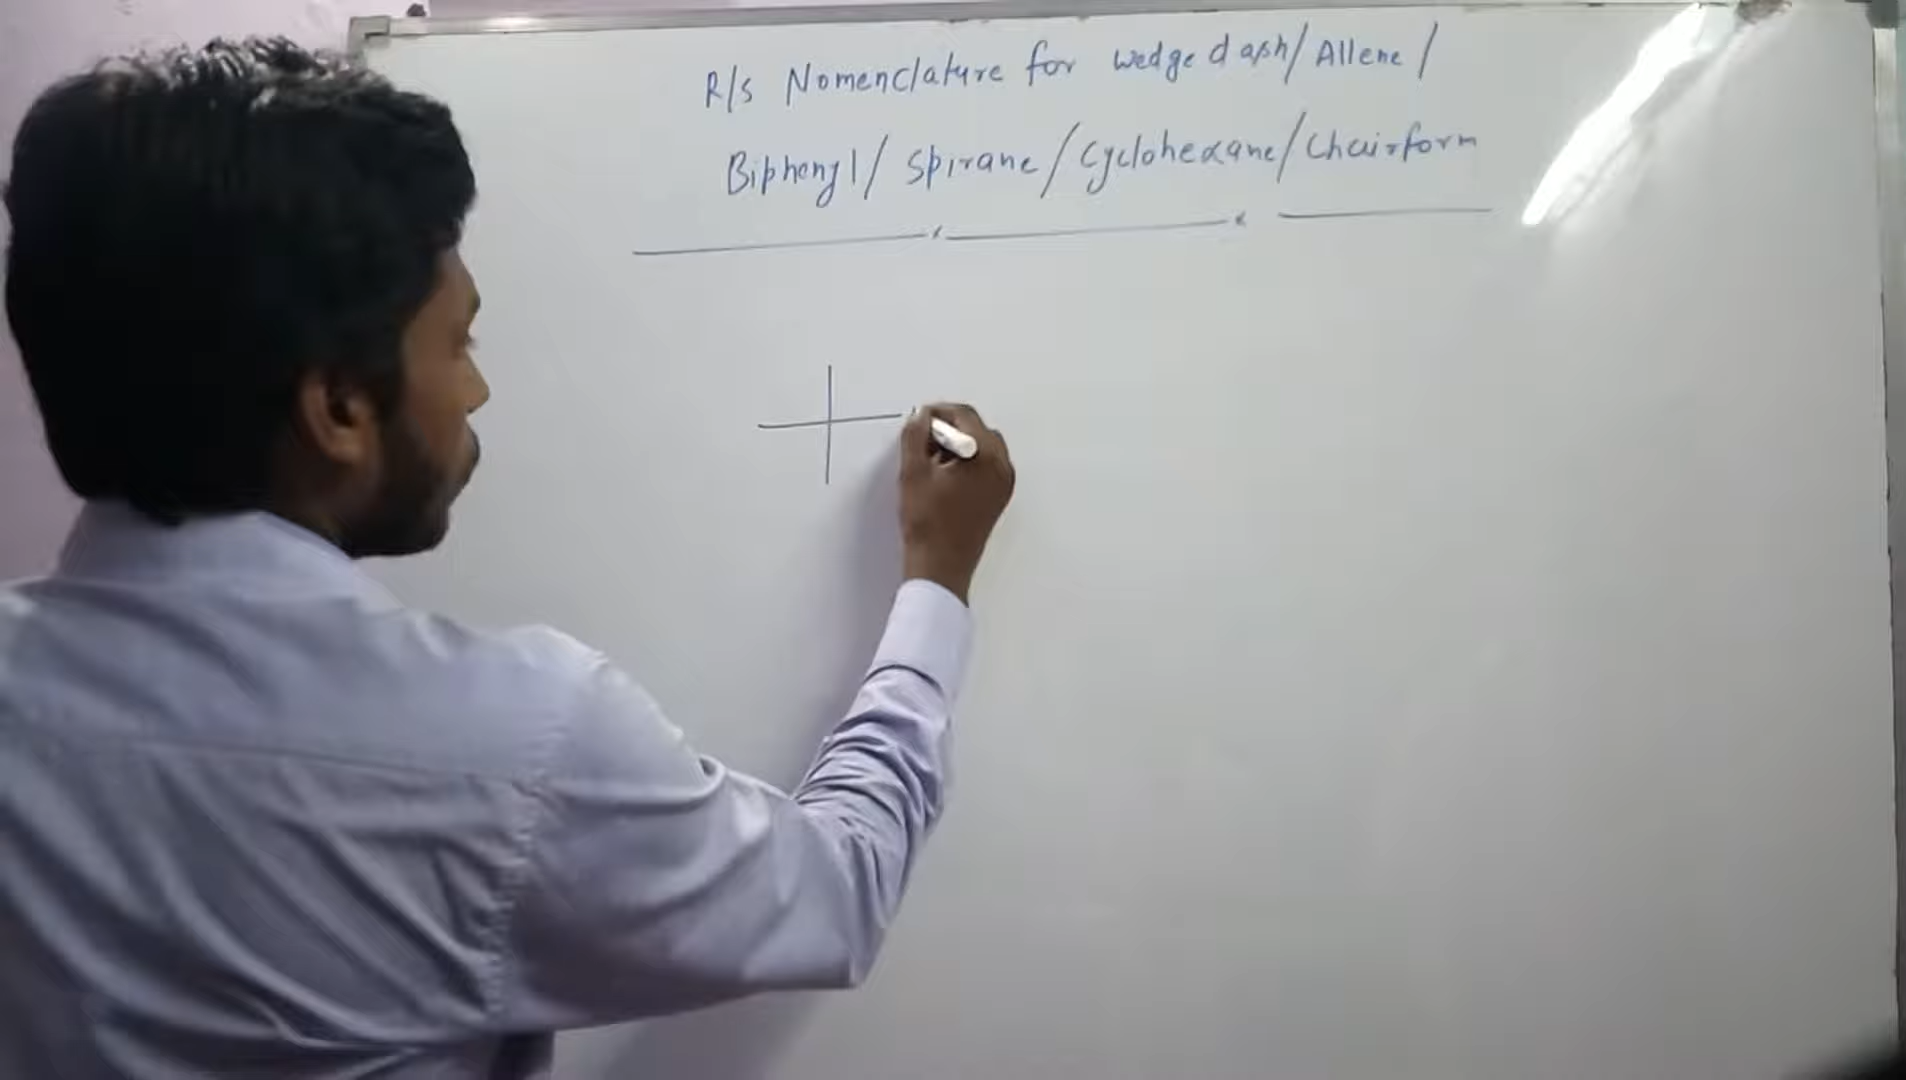 R/S Nomenclature for wedge dash/Allene/
Biphenyl/Spirane/Cyclohexane/Chairform